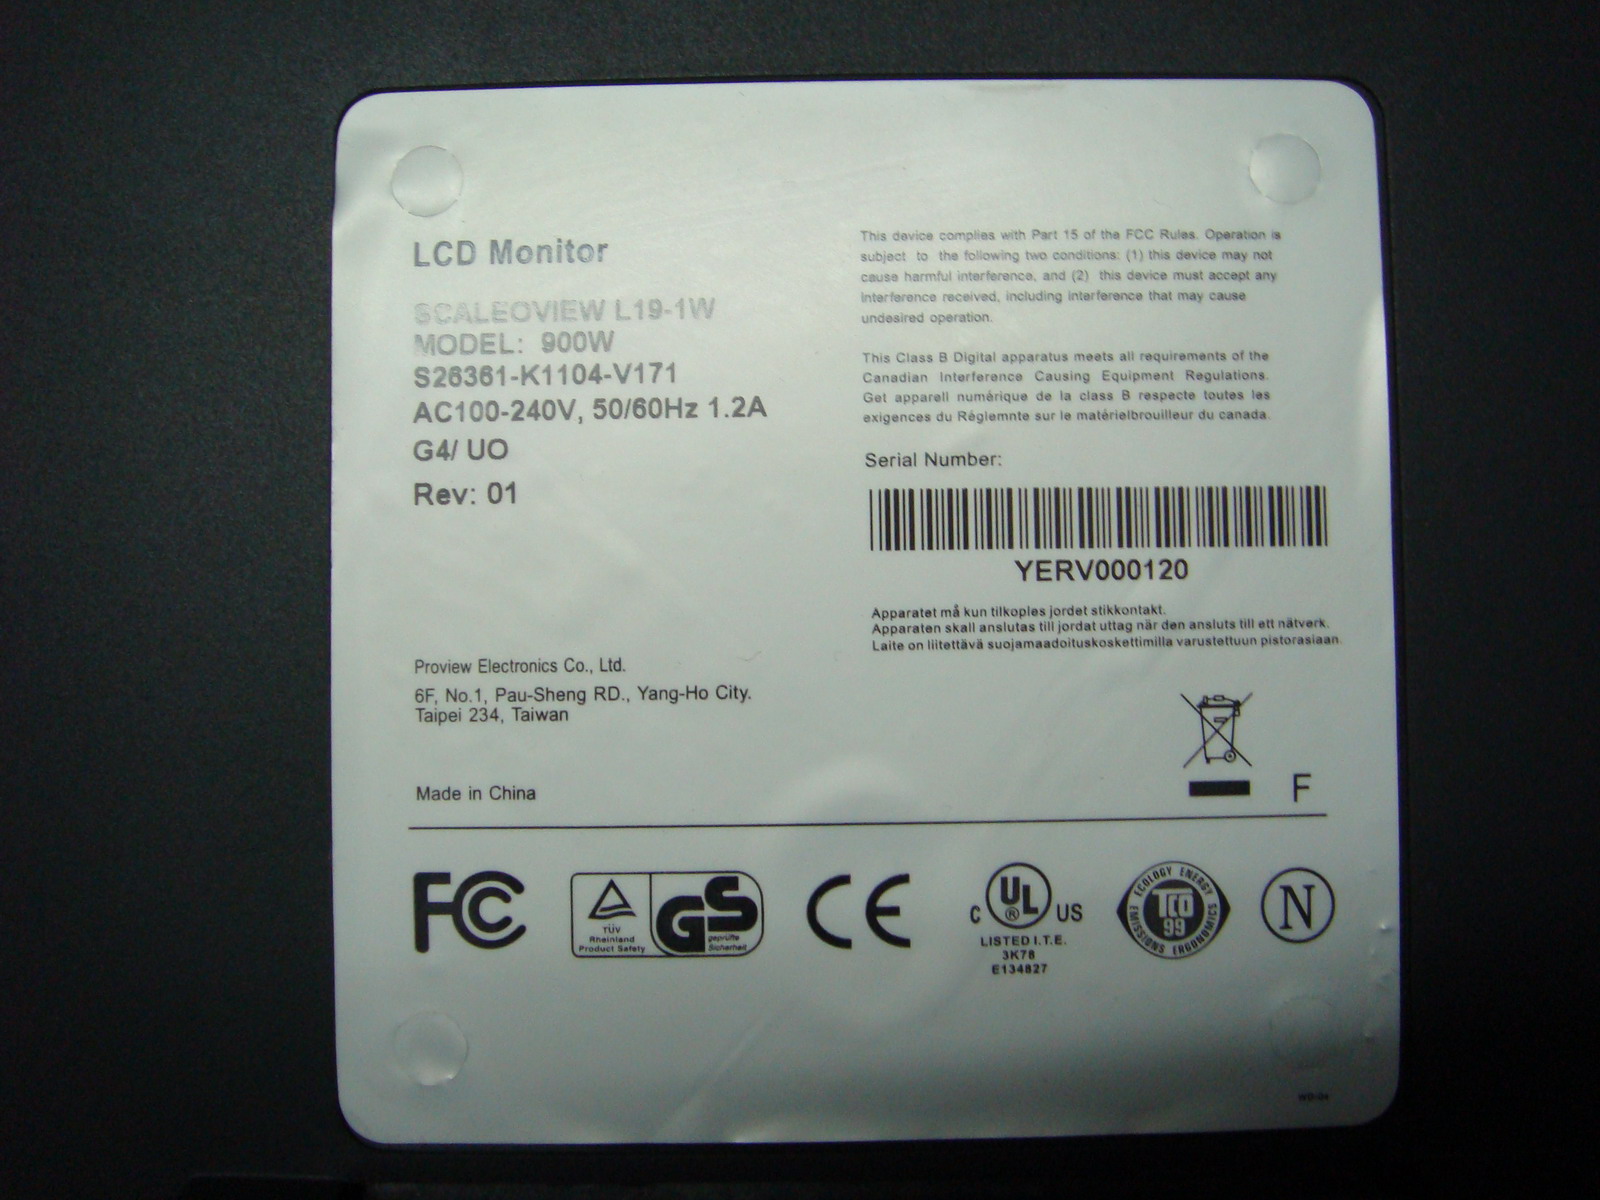 LCD Monitor
SCALEOVIEW L19-1W
MODEL: 900W
S26361-K1104-V171
AC100-240V, 50/60Hz 1.2A
G4/ UO
Rev: 01
Proview Electronics Co., Ltd.
6F, No.1, Pau-Sheng RD., Yang-Ho City.
Taipei 234, Taiwan
Made in China
This device complies with Part 15 of the FCC Rules. Operation is
subject to the following two conditions: (1) this device may not
cause harmful interference, and (2) this device must accept any
interference received, including interference that may cause
undesired operation.
This Class B Digital apparatus meets all requirements of the
Canadian Interference Causing Equipment Regulations.
Get appareil numérique de la class B respecte toutes les
exigences du Réglemnte sur le matérielbrouilleur du canada.
Serial Number:
YERV000120
Apparatet må kun tilkoples jordet stikkontakt.
Apparaten skall anslutas till jordat uttag när den ansluts till ett nätverk.
Laite on liitettävä suojamaadoituskoskettimilla varustettuun pistorasiaan.
F
FC
TÜV
Rheinland
Product Safety
GS
geprüfte
Sicherheit
CE
C UL ® US
LISTED I.T.E.
3K78
E134827
ECOLOGY ENERGY
TCO
99
EMISSIONS ERGONOMICS
N